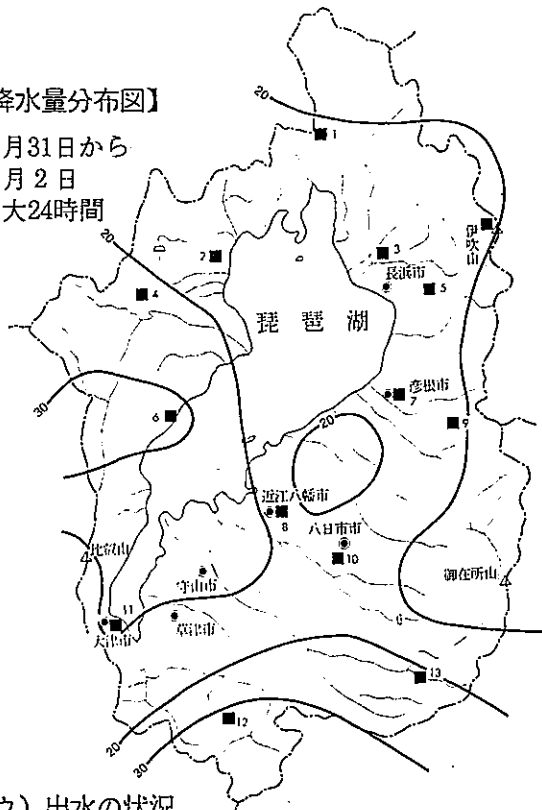 降水量分布図】
月31日から
月2日
大24時間
20
1
伊吹山
20
2
3
長浜市
4
5
琵琶湖
30
彦根市
7
6
20
9
近江八幡市
8
八日市市
10
比叡山
御在所山
守山市
11
大津市
草津市
6
13
20
12
30
出水の状況